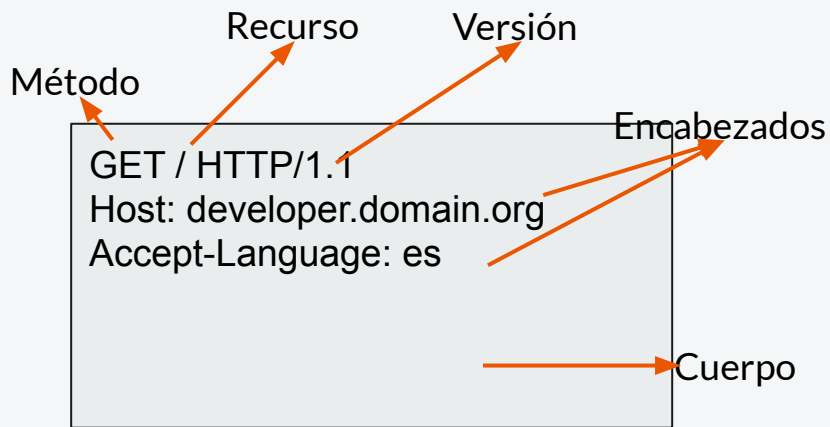 Recurso
Versión
Método
Encabezados
GET / HTTP/1.1
Host: developer.domain.org
Accept-Language: es
Cuerpo